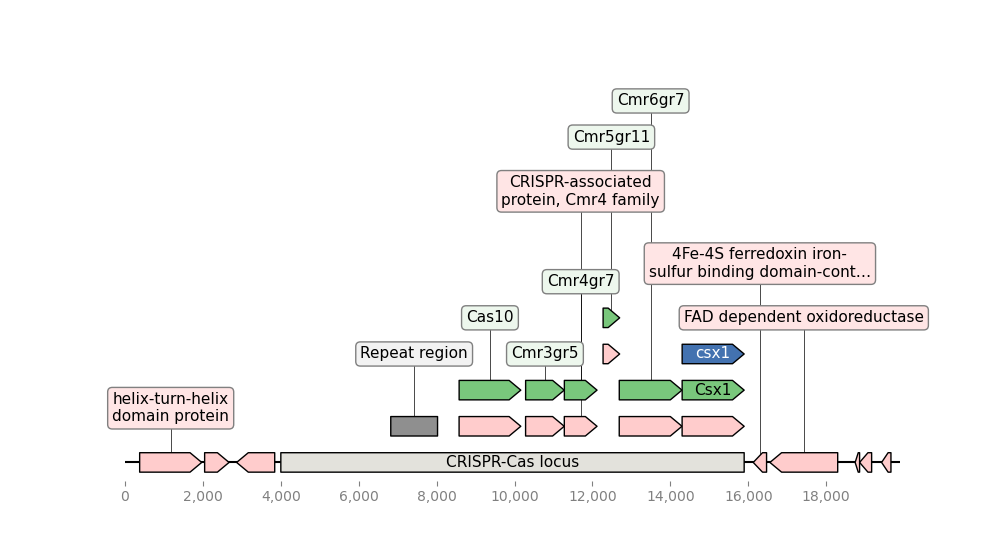 Cmr6gr7
Cmr5gr11
CRISPR-associated
protein, Cmr4 family
4Fe-4S ferredoxin iron-
sulfur binding domain-cont…
Cmr4gr7
Cas10
FAD dependent oxidoreductase
Repeat region
Cmr3gr5
csx1
Csx1
helix-turn-helix
domain protein
CRISPR-Cas locus
0 2,000 4,000 6,000 8,000 10,000 12,000 14,000 16,000 18,000